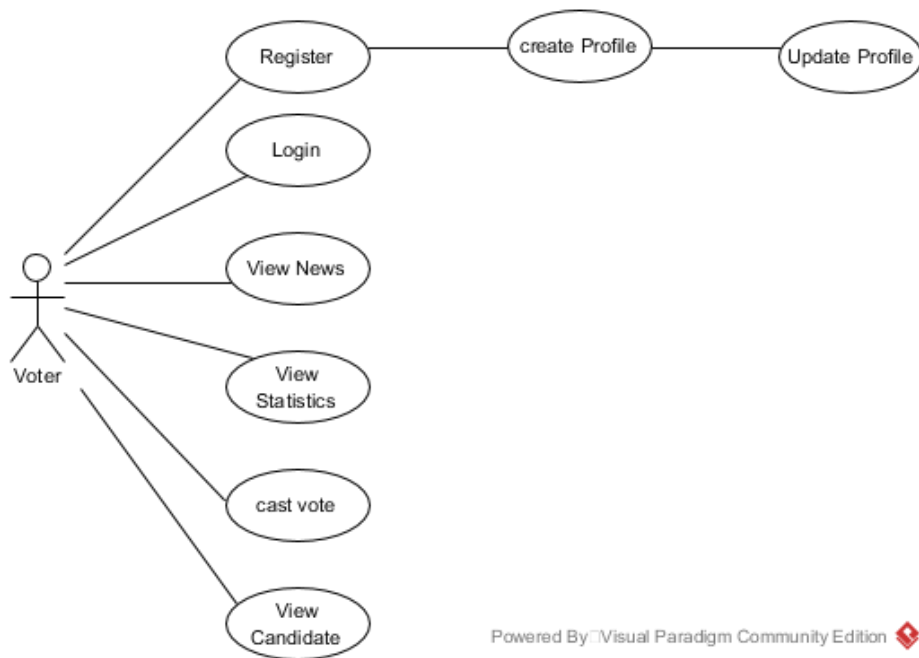 Register
create Profile
Update Profile
Login
View News
View
Statistics
Voter
cast vote
View
Candidate
Powered By Visual Paradigm Community Edition